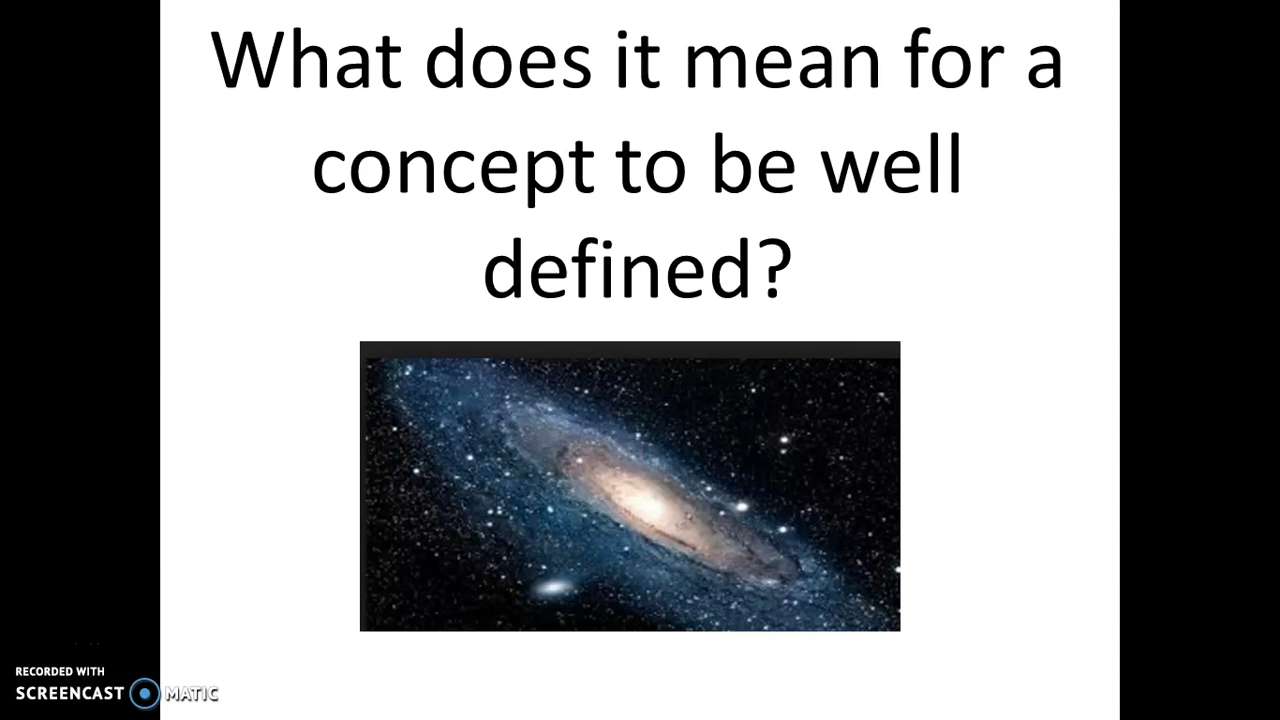 What does it mean for a
concept to be well
defined?
RECORDED WITH
SCREENCAST MATIC